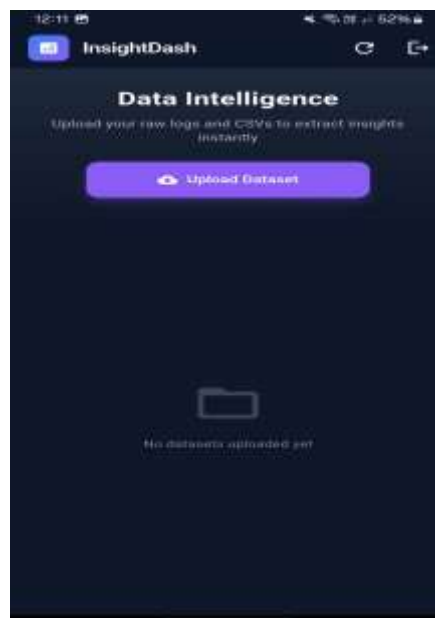 12:11
52%
InsightDash
Data Intelligence
Upload your raw logs and CSVs to extract insights
instantly
Upload Dataset
No datasets uploaded yet